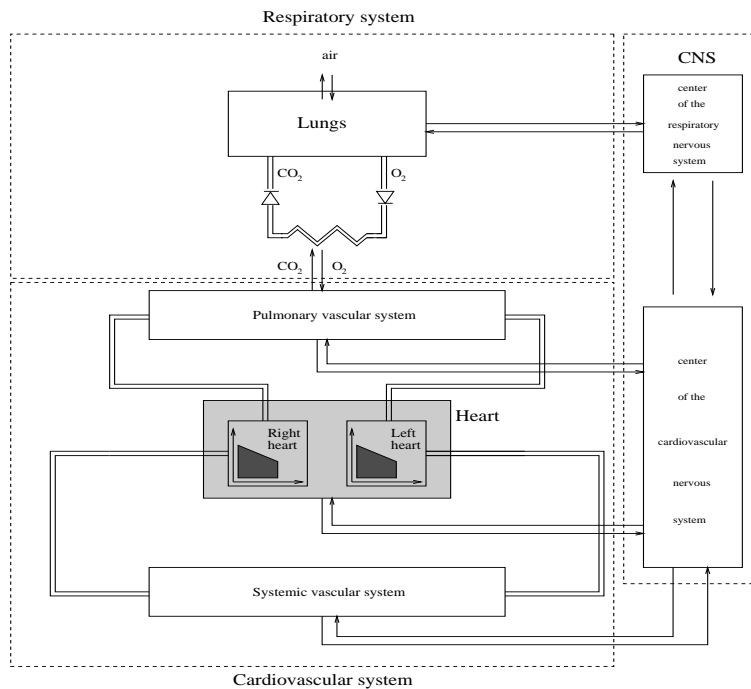 Respiratory system
air
Lungs
CO2
O2
CO2
O2
Pulmonary vascular system
Heart
Right
heart
Left
heart
Systemic vascular system
Cardiovascular system
CNS
center
of the
respiratory
nervous
system
center
of the
cardiovascular
nervous
system